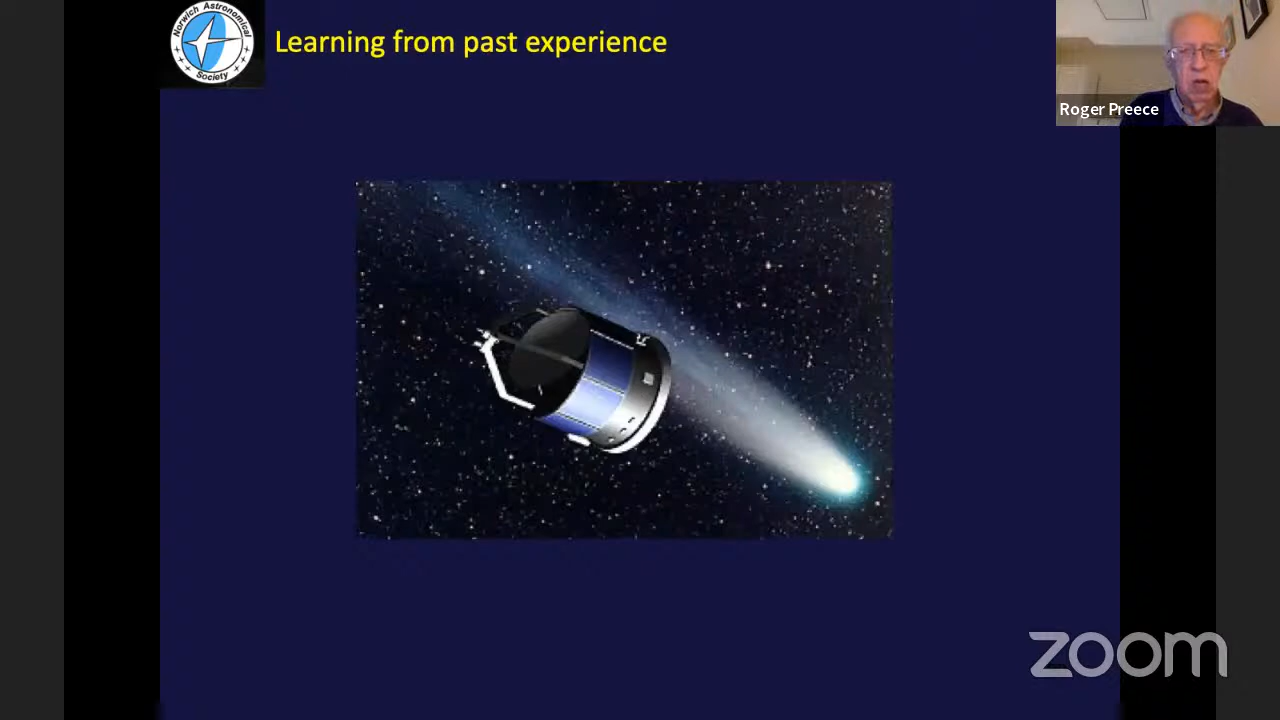 Norwich Astronomical
Society
Learning from past experience
Roger Preece
zoom